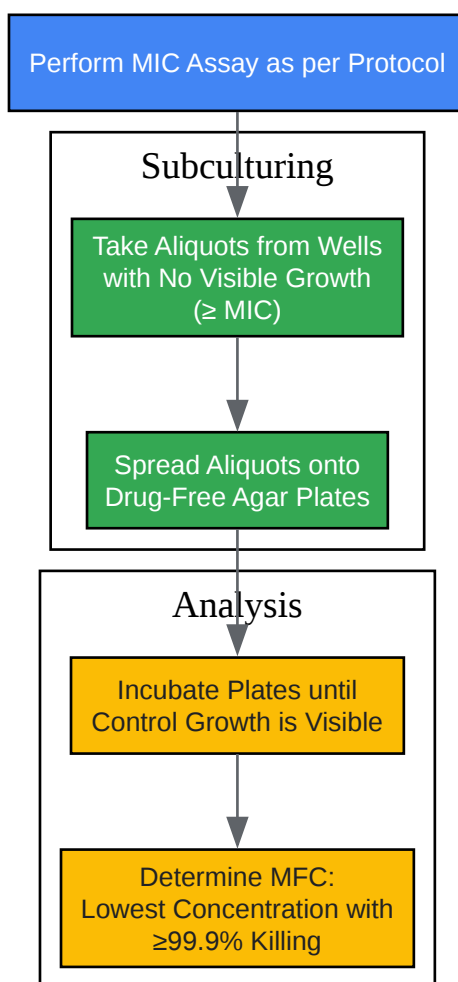 Perform MIC Assay as per Protocol
Subculturing
Take Aliquots from Wells
with No Visible Growth
(≥ MIC)
Spread Aliquots onto
Drug-Free Agar Plates
Analysis
Incubate Plates until
Control Growth is Visible
Determine MFC:
Lowest Concentration with
≥99.9% Killing